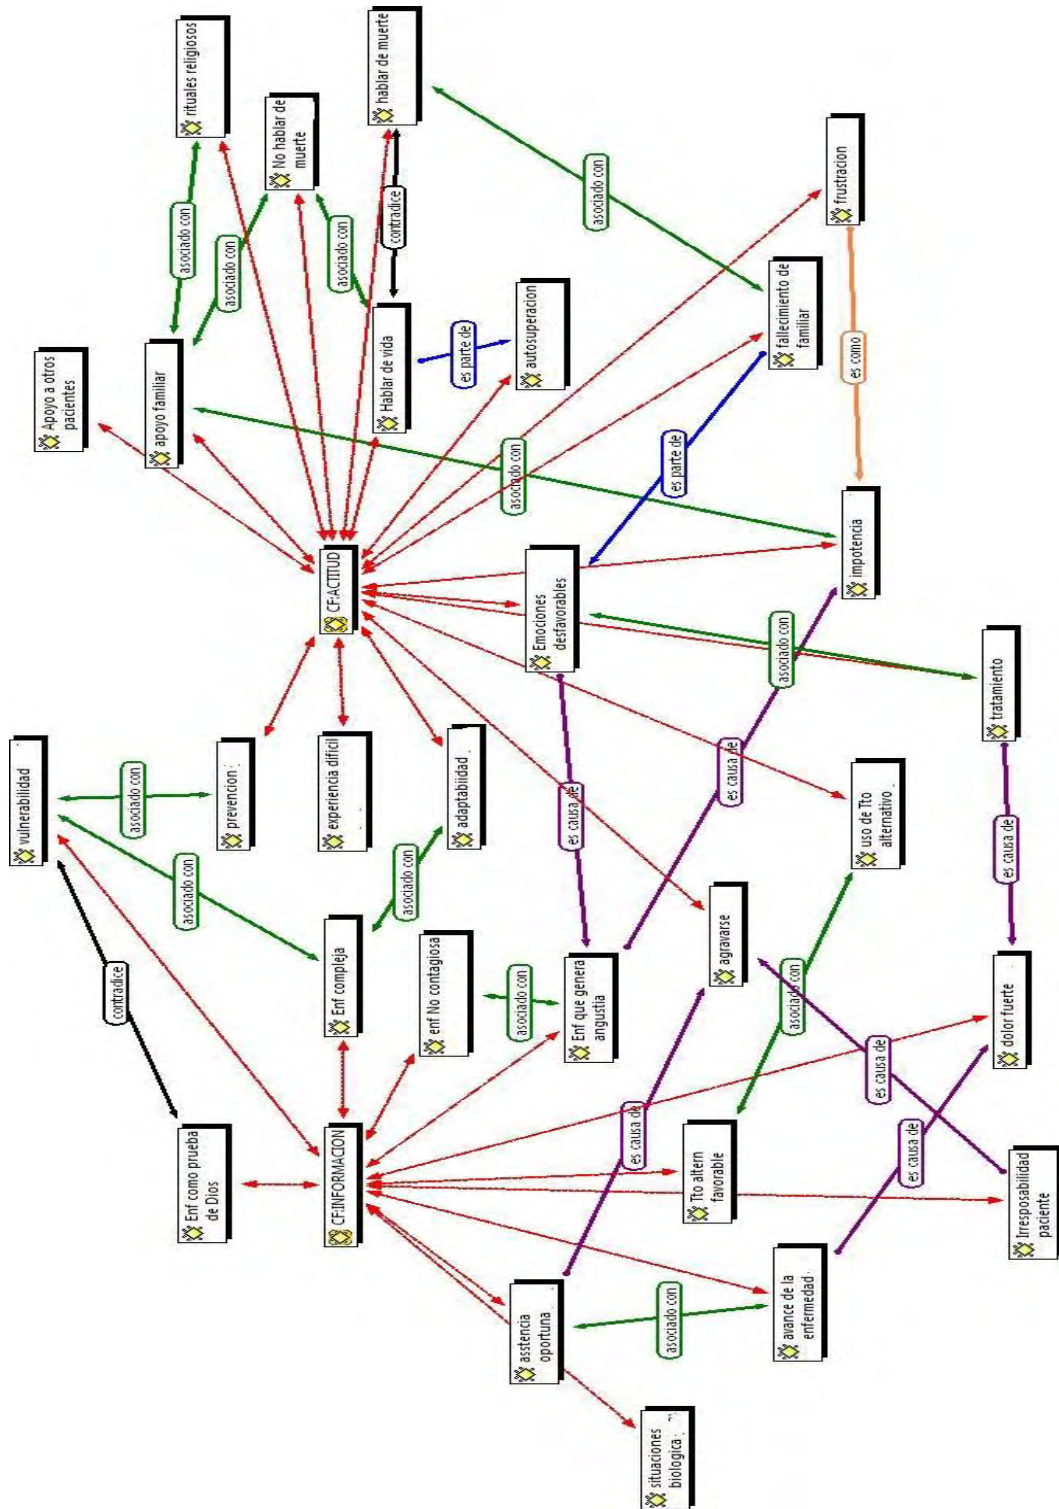 vulnerabilidad
Apoyo a otros
pacientes
contradice
asociado con
asociado con
Enf como prueba
de Dios
prevencion
apoyo familiar
asociado con
rituales religiosos
asociado con
No hablar de
muerte
CF:INFORMACION
Enf compleja
experiencia dificil
CF:ACTITUD
asociado con
enf No contagiosa
asociado con
adaptabilidad
Hablar de vida
contradice
hablar de muerte
es parte de
asstencia
oportuna
asociado con
Emociones
desfavorables
asociado con
autosuperacion
Enf que genera
angustia
es causa de
asociado con
situaciones
biologica
asociado con
es causa de
es parte de
Tto altern
favorable
agravarse
es causa de
avance de la
enfermedad
asociado con
asociado con
fallecimiento de
familiar
uso de Tto
alternativo
impotencia
es como
frustracion
es causa de
es causa de
Irresposabilidad
paciente
dolor fuerte
es causa de
tratamiento